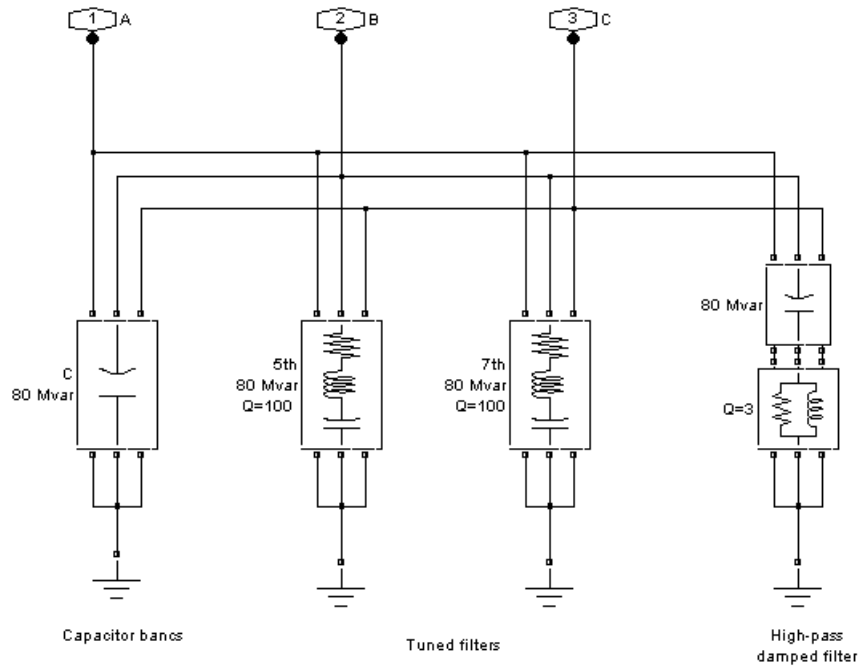 1 A
2 B
3 C
C
80 Mvar
5th
80 Mvar
Q=100
7th
80 Mvar
Q=100
80 Mvar
Q=3
Capacitor bancs
Tuned filters
High-pass
damped filter